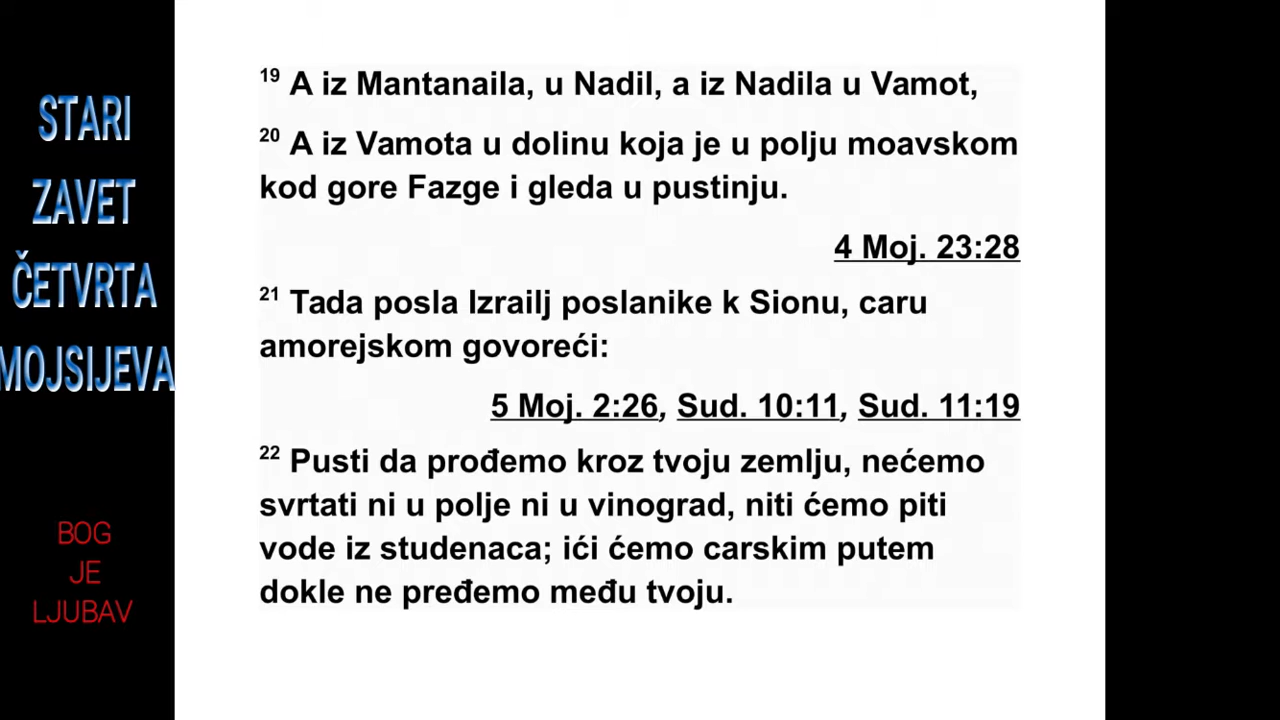 STARI
ZAVET
ČETVRTA
MOJSIJEVA
BOG
JE
LJUBAV
19 A iz Mantanaila, u Nadil, a iz Nadila u Vamot,
20 A iz Vamota u dolinu koja je u polju moavskom
kod gore Fazge i gleda u pustinju.
4 Moj. 23:28
21 Tada posla Izrailj poslanike k Sionu, caru
amorejskom govoreći:
5 Moj. 2:26, Sud. 10:11, Sud. 11:19
22 Pusti da prođemo kroz tvoju zemlju, nećemo
svrtati ni u polje ni u vinograd, niti ćemo piti
vode iz studenaca; ići ćemo carskim putem
dokle ne pređemo među tvoju.